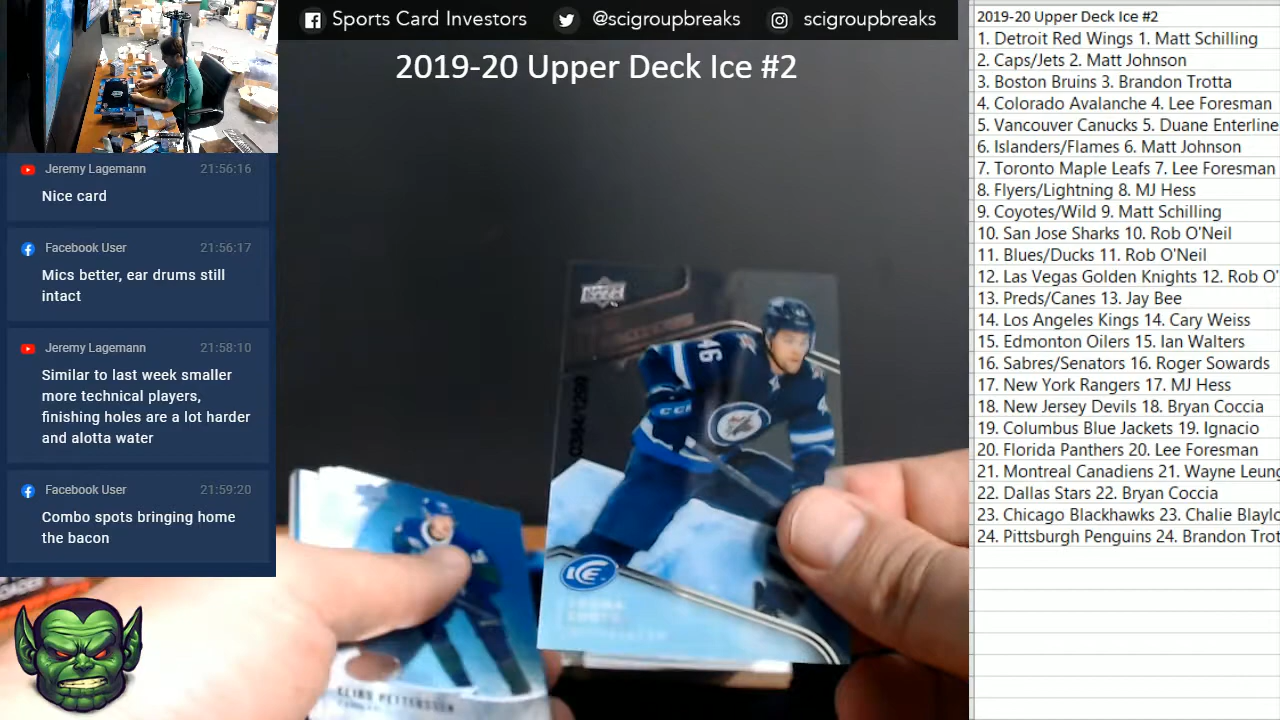 Sports Card Investors
@scigroupbreaks
scigroupbreaks
2019-20 Upper Deck Ice #2
Jeremy Lagemann 21:56:16
Nice card
Facebook User 21:56:17
Mics better, ear drums still
intact
Jeremy Lagemann 21:58:10
Similar to last week smaller
more technical players,
finishing holes are a lot harder
and alotta water
Facebook User 21:59:20
Combo spots bringing home
the bacon
46
CCM
ICE
ELIAS PETTERSSON
2019-20 Upper Deck Ice #2
1. Detroit Red Wings 1. Matt Schilling
2. Caps/Jets 2. Matt Johnson
3. Boston Bruins 3. Brandon Trotta
4. Colorado Avalanche 4. Lee Foresman
5. Vancouver Canucks 5. Duane Enterline
6. Islanders/Flames 6. Matt Johnson
7. Toronto Maple Leafs 7. Lee Foresman
8. Flyers/Lightning 8. MJ Hess
9. Coyotes/Wild 9. Matt Schilling
10. San Jose Sharks 10. Rob O'Neil
11. Blues/Ducks 11. Rob O'Neil
12. Las Vegas Golden Knights 12. Rob O'
13. Preds/Canes 13. Jay Bee
14. Los Angeles Kings 14. Cary Weiss
15. Edmonton Oilers 15. Ian Walters
16. Sabres/Senators 16. Roger Sowards
17. New York Rangers 17. MJ Hess
18. New Jersey Devils 18. Bryan Coccia
19. Columbus Blue Jackets 19. Ignacio
20. Florida Panthers 20. Lee Foresman
21. Montreal Canadiens 21. Wayne Leung
22. Dallas Stars 22. Bryan Coccia
23. Chicago Blackhawks 23. Chalie Blaylo
24. Pittsburgh Penguins 24. Brandon Trot